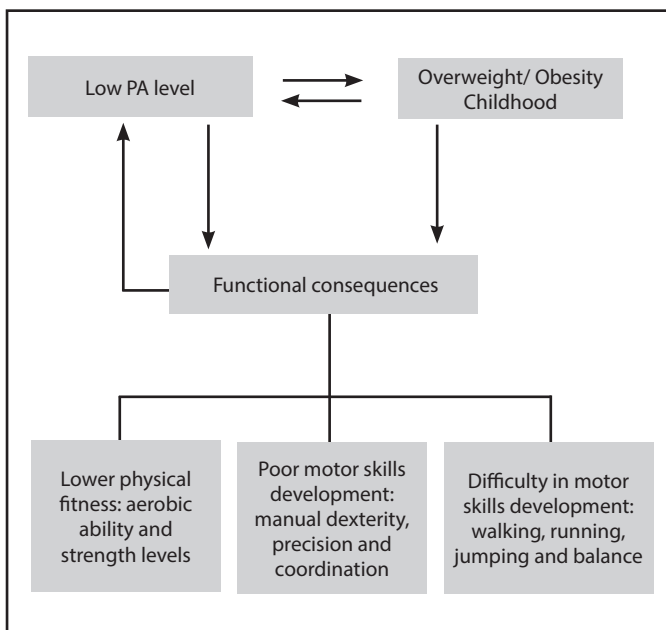 Low PA level
Overweight/ Obesity
Childhood
Functional consequences
Lower physical
fitness: aerobic
ability and
strength levels
Poor motor skills
development:
manual dexterity,
precision and
coordination
Difficulty in motor
skills development:
walking, running,
jumping and balance